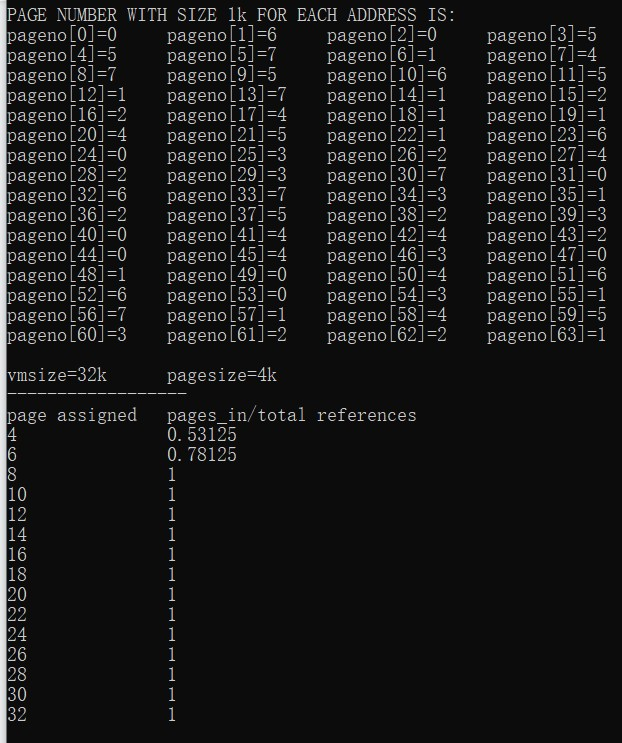 PAGE NUMBER WITH SIZE 1k FOR EACH ADDRESS IS:
pageno[0]=0 pageno[1]=6 pageno[2]=0 pageno[3]=5
pageno[4]=5 pageno[5]=7 pageno[6]=1 pageno[7]=4
pageno[8]=7 pageno[9]=5 pageno[10]=6 pageno[11]=5
pageno[12]=1 pageno[13]=7 pageno[14]=1 pageno[15]=2
pageno[16]=2 pageno[17]=4 pageno[18]=1 pageno[19]=1
pageno[20]=4 pageno[21]=5 pageno[22]=1 pageno[23]=6
pageno[24]=0 pageno[25]=3 pageno[26]=2 pageno[27]=4
pageno[28]=2 pageno[29]=3 pageno[30]=7 pageno[31]=0
pageno[32]=6 pageno[33]=7 pageno[34]=3 pageno[35]=1
pageno[36]=2 pageno[37]=5 pageno[38]=2 pageno[39]=3
pageno[40]=0 pageno[41]=4 pageno[42]=4 pageno[43]=2
pageno[44]=0 pageno[45]=4 pageno[46]=3 pageno[47]=0
pageno[48]=1 pageno[49]=0 pageno[50]=4 pageno[51]=6
pageno[52]=6 pageno[53]=0 pageno[54]=3 pageno[55]=1
pageno[56]=7 pageno[57]=1 pageno[58]=4 pageno[59]=5
pageno[60]=3 pageno[61]=2 pageno[62]=2 pageno[63]=1
vmsize=32k pagesize=4k
------------------
page assigned pages_in/total references
4 0.53125
6 0.78125
8 1
10 1
12 1
14 1
16 1
18 1
20 1
22 1
24 1
26 1
28 1
30 1
32 1